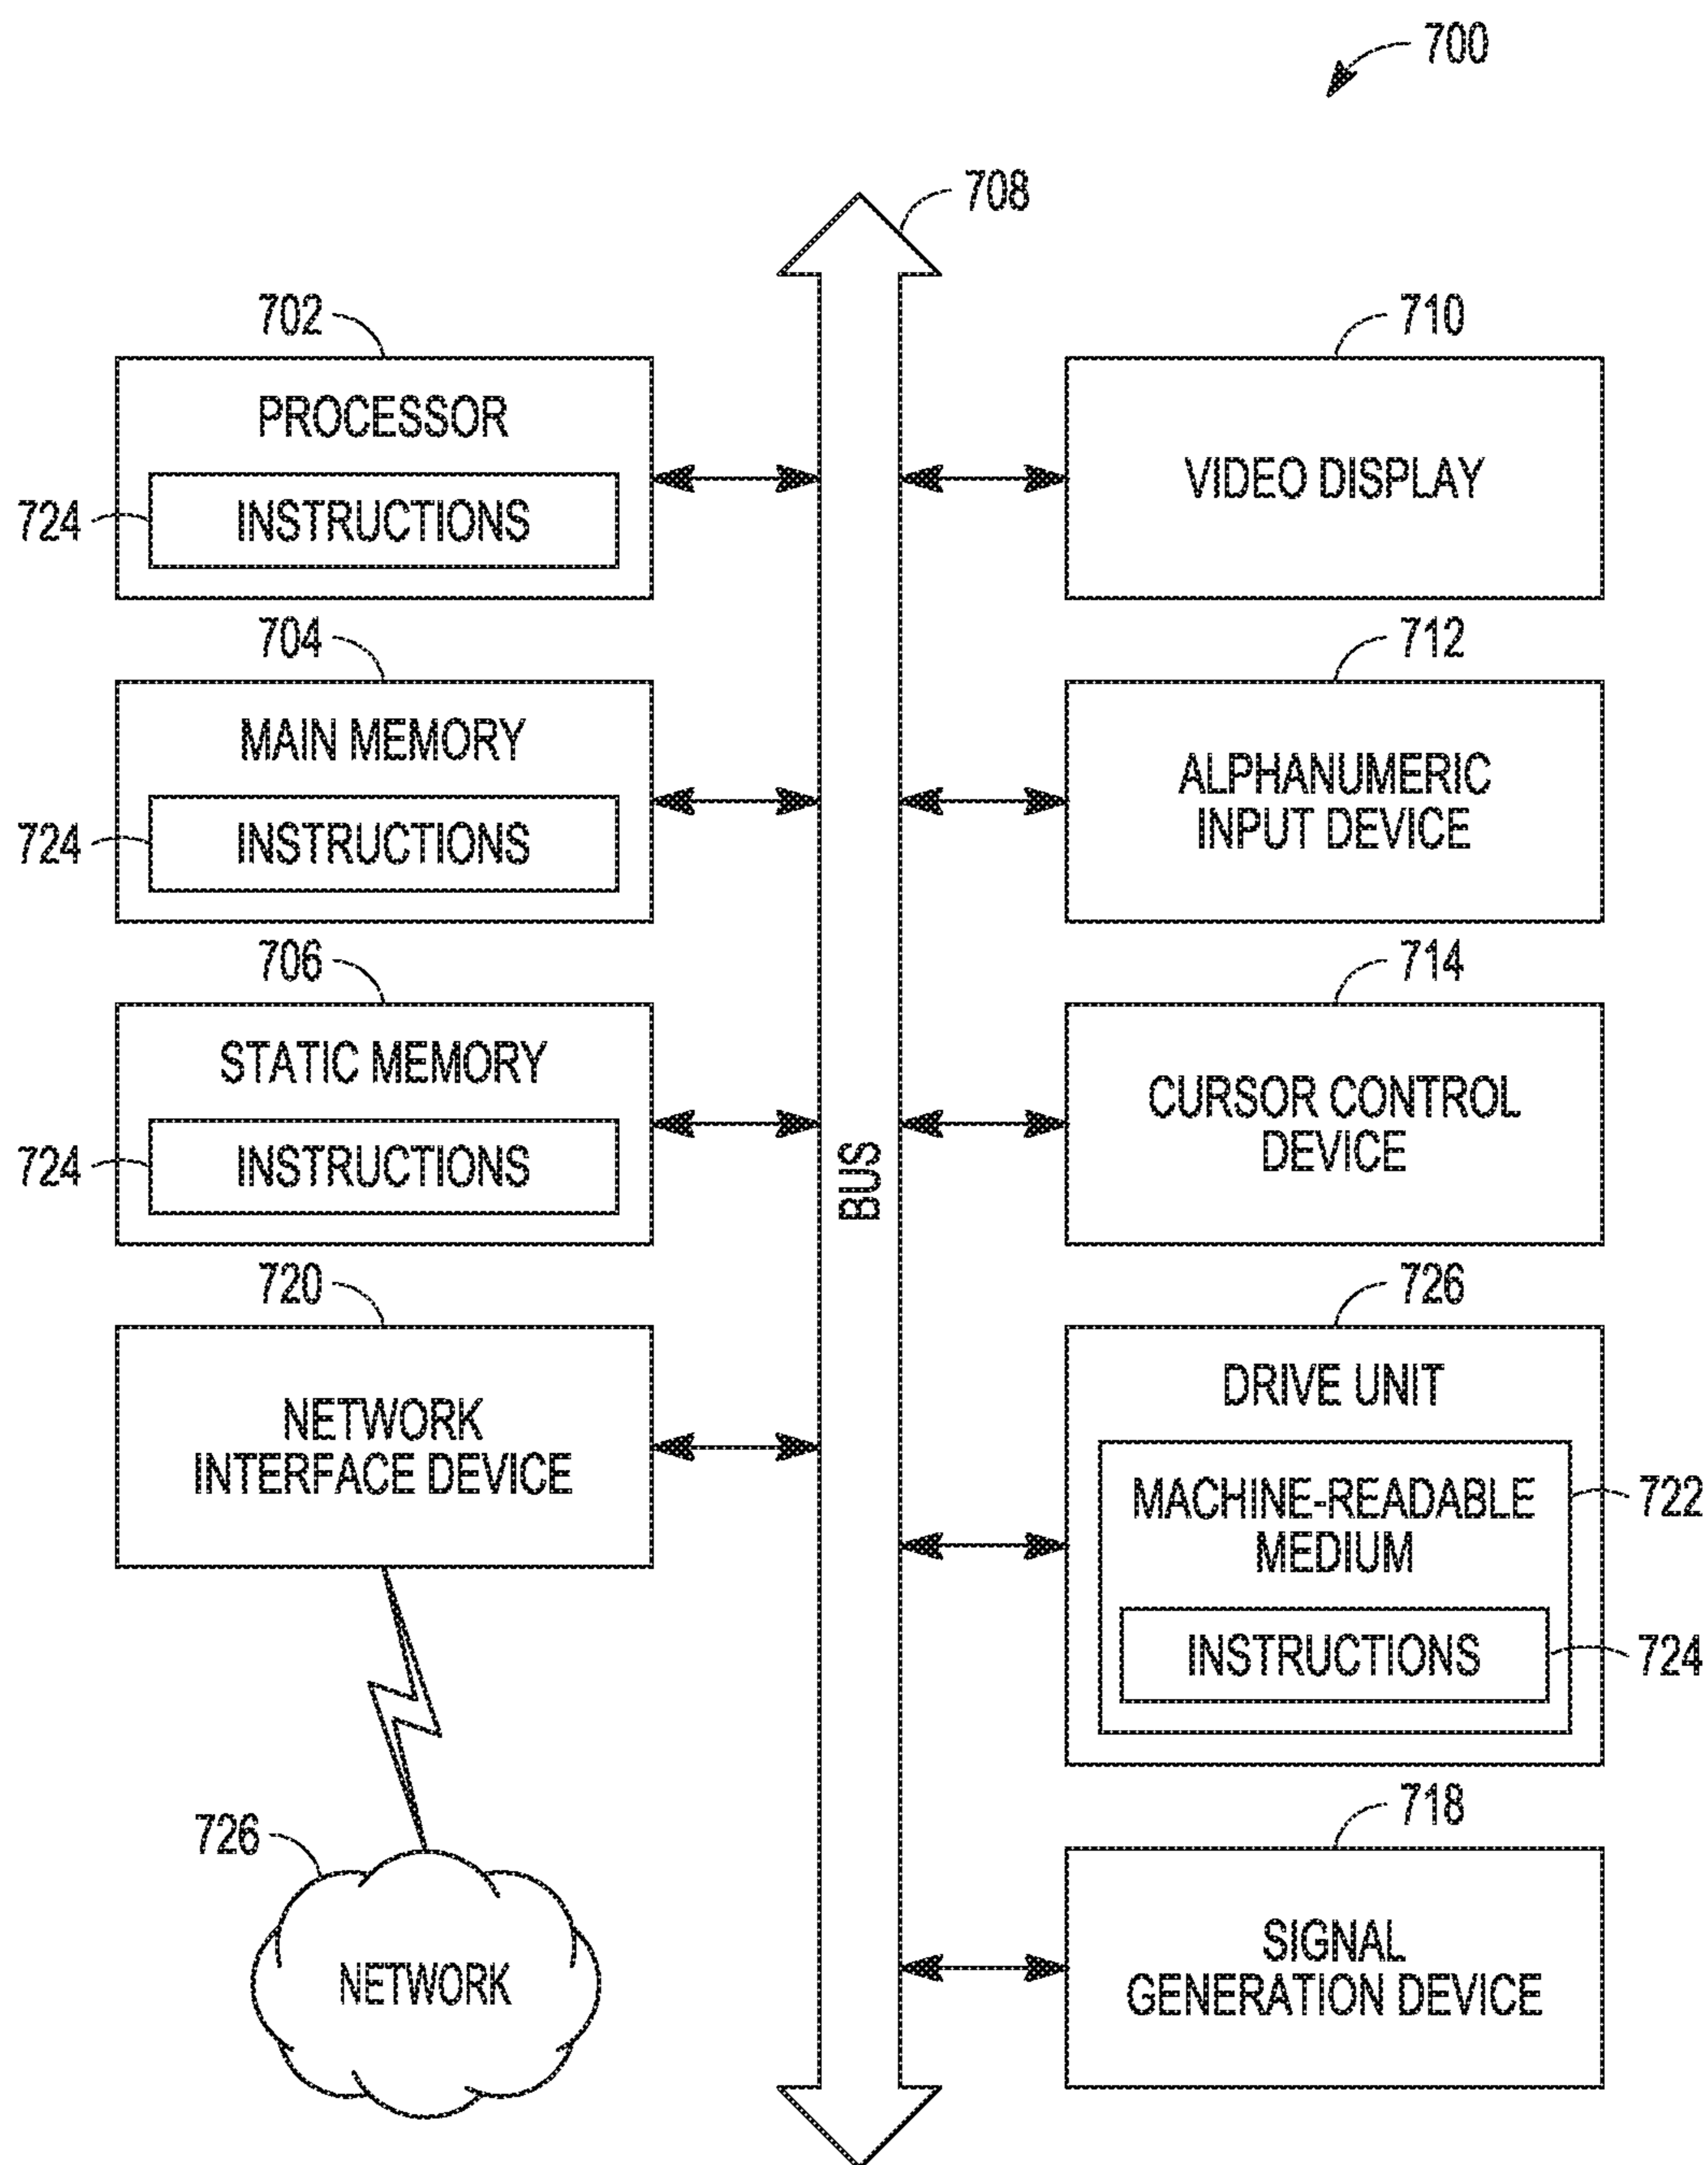 700
708
702
PROCESSOR
724
INSTRUCTIONS
704
MAIN MEMORY
724
INSTRUCTIONS
706
STATIC MEMORY
724
INSTRUCTIONS
720
NETWORK
INTERFACE DEVICE
726
NETWORK
BUS
710
VIDEO DISPLAY
712
ALPHANUMERIC
INPUT DEVICE
714
CURSOR CONTROL
DEVICE
726
DRIVE UNIT
MACHINE-READABLE
MEDIUM
722
INSTRUCTIONS
724
718
SIGNAL
GENERATION DEVICE